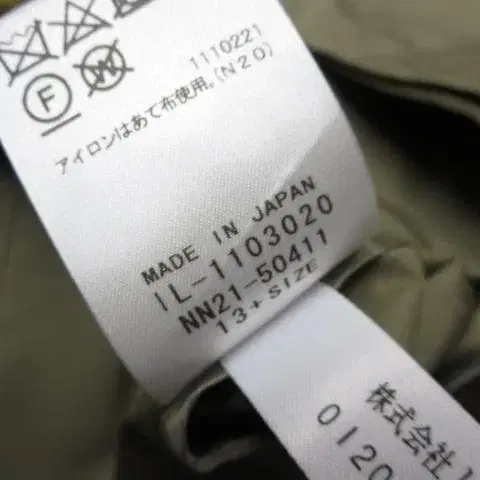 F
W
1110221
アイロンはあて布使用。(N20)
MADE IN JAPAN
IL-1103020
NN21-50411
13+SIZE
株式会社
0120